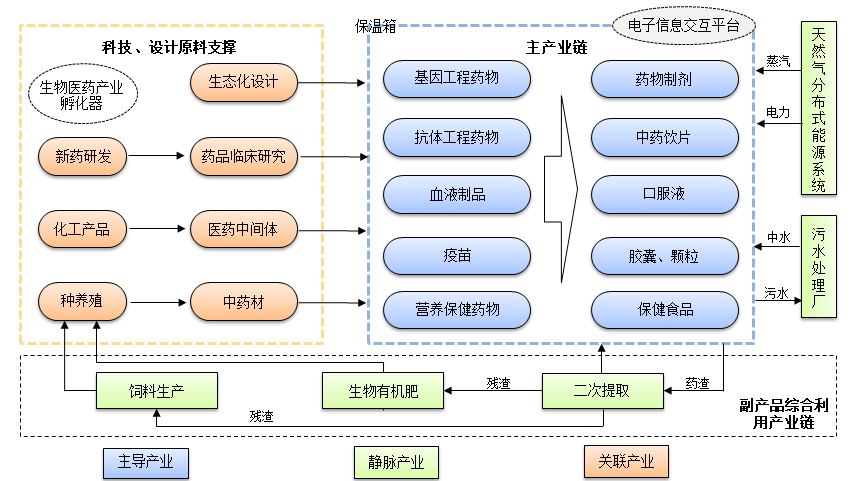 保温箱
电子信息交互平台
科技、设计原料支撑
主产业链
生物医药产业
孵化器
生态化设计
新药研发
药品临床研究
化工产品
医药中间体
种养殖
中药材
基因工程药物
药物制剂
抗体工程药物
中药饮片
血液制品
口服液
疫苗
胶囊、颗粒
营养保健药物
保健食品
蒸汽
电力
天然气分布式能源系统
中水
污水
污水处理厂
饲料生产
生物有机肥
残渣
二次提取
药渣
残渣
副产品综合利
用产业链
主导产业
静脉产业
关联产业